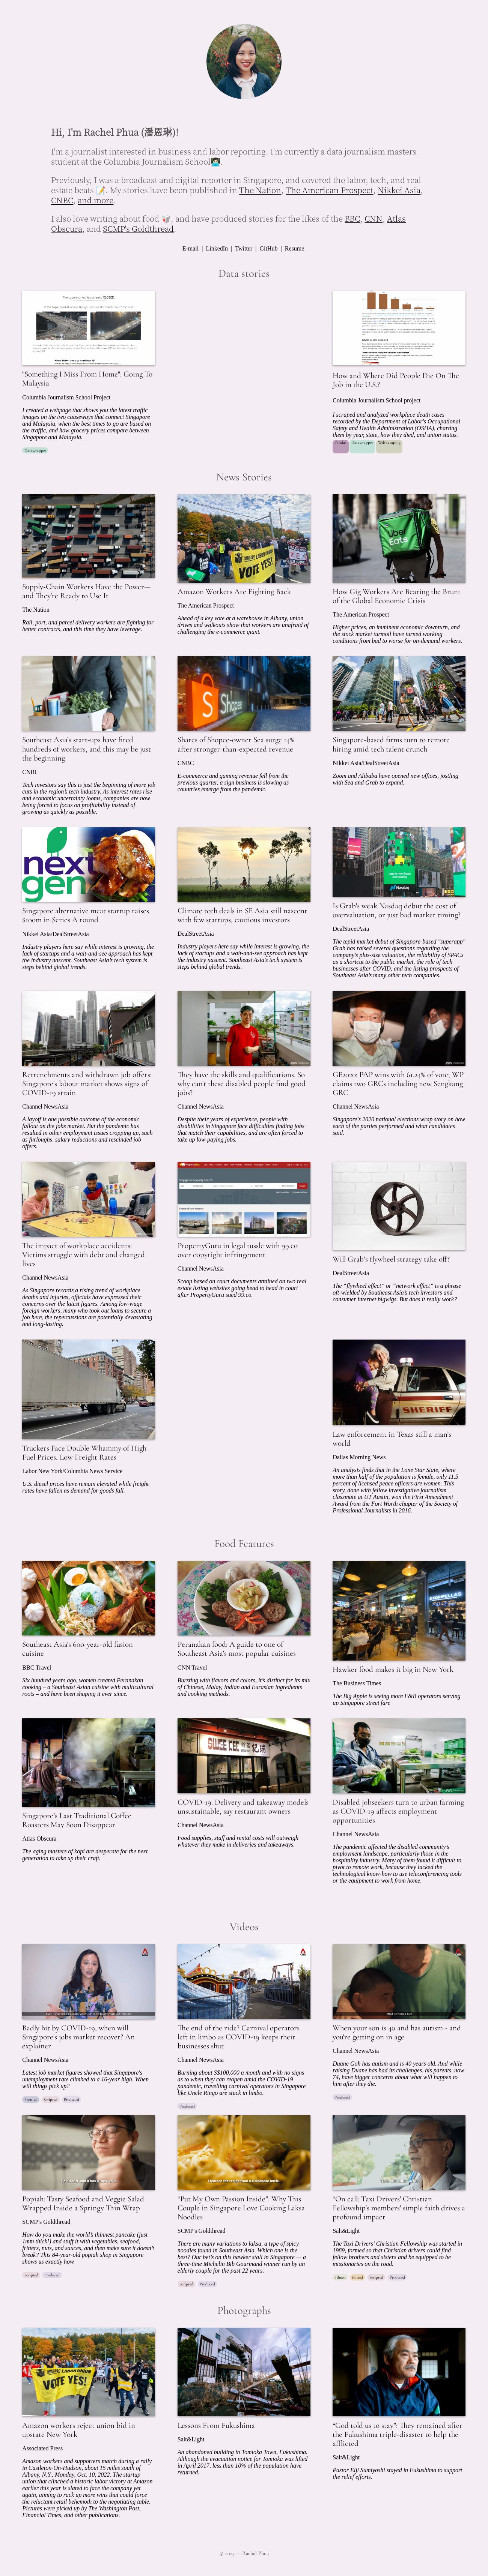 Hi, I'm Rachel Phua (潘恩琳)!
I'm a journalist interested in business and labor reporting. I'm currently a data journalism masters
student at the Columbia Journalism School👩🏻‍💻
Previously, I was a broadcast and digital reporter in Singapore, and covered the labor, tech, and real
estate beats 📝. My stories have been published in The Nation, The American Prospect, Nikkei Asia,
CNBC, and more.
I also love writing about food 🥡, and have produced stories for the likes of the BBC, CNN, Atlas
Obscura, and SCMP's Goldthread.
E-mail | LinkedIn | Twitter | GitHub | Resume
Data stories
"Something I Miss From Home": Going To
Malaysia
Columbia Journalism School Project
I created a webpage that shows you the latest traffic
images on the two causeways between Singapore
and Malaysia, when the best times to go are based on
the traffic, and how grocery prices compare between
Singapore and Malaysia.
Datawrapper
How and Where Did People Die On The
Job in the U.S.?
Columbia Journalism School project
I scraped and analyzed workplace death cases
recorded by the Department of Labor's Occupational
Safety and Health Administration (OSHA), charting
them by year, state, how they died, and union status.
Pandas Datawrapper Web scraping
News Stories
Supply-Chain Workers Have the Power—
and They're Ready to Use It
The Nation
Rail, port, and parcel delivery workers are fighting for
better contracts, and this time they have leverage.
VOTE YES!
Amazon Workers Are Fighting Back
The American Prospect
Ahead of a key vote at a warehouse in Albany, union
drives and walkouts show that workers are unafraid of
challenging the e-commerce giant.
Uber
Eats
How Gig Workers Are Bearing the Brunt
of the Global Economic Crisis
The American Prospect
Higher prices, an imminent economic downturn, and
the stock market turmoil have turned working
conditions from bad to worse for on-demand workers.
Southeast Asia's start-ups have fired
hundreds of workers, and this may be just
the beginning
CNBC
Tech investors say this is just the beginning of more job
cuts in the region's tech industry. As interest rates rise
and economic uncertainty looms, companies are now
being forced to focus on profitability instead of
growing as quickly as possible.
Shopee
Shares of Shopee-owner Sea surge 14%
after stronger-than-expected revenue
CNBC
E-commerce and gaming revenue fell from the
previous quarter, a sign business is slowing as
countries emerge from the pandemic.
Singapore-based firms turn to remote
hiring amid tech talent crunch
Nikkei Asia/DealStreetAsia
Zoom and Alibaba have opened new offices, jostling
with Sea and Grab to expand.
next
gen
Singapore alternative meat startup raises
$100m in Series A round
Nikkei Asia/DealStreetAsia
Industry players here say while interest is growing, the
lack of startups and a wait-and-see approach has kept
the industry nascent. Southeast Asia's tech system is
steps behind global trends.
Climate tech deals in SE Asia still nascent
with few startups, cautious investors
DealStreetAsia
Industry players here say while interest is growing, the
lack of startups and a wait-and-see approach has kept
the industry nascent. Southeast Asia's tech system is
steps behind global trends.
Is Grab's weak Nasdaq debut the cost of
overvaluation, or just bad market timing?
DealStreetAsia
The tepid market debut of Singapore-based "superapp"
Grab has raised several questions regarding the
company's plus-size valuation, the reliability of SPACs
as a shortcut to the public market, the role of tech
businesses after COVID, and the listing prospects of
Southeast Asia's many other tech companies.
Retrenchments and withdrawn job offers:
Singapore's labour market shows signs of
COVID-19 strain
Channel NewsAsia
A layoff is one possible outcome of the economic
fallout on the jobs market. But the pandemic has
resulted in other employment issues cropping up, such
as furloughs, salary reductions and rescinded job
offers.
They have the skills and qualifications. So
why can't these disabled people find good
jobs?
Channel NewsAsia
Despite their years of experience, people with
disabilities in Singapore face difficulties finding jobs
that match their capabilities, and are often forced to
take up low-paying jobs.
GE2020: PAP wins with 61.24% of vote; WP
claims two GRCs including new Sengkang
GRC
Channel NewsAsia
Singapore's 2020 national elections wrap story on how
each of the parties performed and what candidates
said.
The impact of workplace accidents:
Victims struggle with debt and changed
lives
Channel NewsAsia
As Singapore records a rising trend of workplace
deaths and injuries, officials have expressed their
concerns over the latest figures. Among low-wage
foreign workers, many who took out loans to secure a
job here, the repercussions are potentially devastating
and long-lasting.
PropertyGuru in legal tussle with 99.co
over copyright infringement
Channel NewsAsia
Scoop based on court documents attained on two real
estate listing websites going head to head in court
after PropertyGuru sued 99.co.
Will Grab's flywheel strategy take off?
DealStreetAsia
The “flywheel effect” or “network effect” is a phrase
oft-wielded by Southeast Asia's tech investors and
consumer internet bigwigs. But does it really work?
Truckers Face Double Whammy of High
Fuel Prices, Low Freight Rates
Labor New York/Columbia News Service
U.S. diesel prices have remain elevated while freight
rates have fallen as demand for goods fall.
SHERIFF
Law enforcement in Texas still a man's
world
Dallas Morning News
An analysis finds that in the Lone Star State, where
more than half of the population is female, only 11.5
percent of licensed peace officers are women. This
story, done with fellow investigative journalism
classmate at UT Austin, won the First Amendment
Award from the Fort Worth chapter of the Society of
Professional Journalists in 2016.
Food Features
Southeast Asia's 600-year-old fusion
cuisine
BBC Travel
Six hundred years ago, women created Peranakan
cooking – a Southeast Asian cuisine with multicultural
roots – and have been shaping it ever since.
Peranakan food: A guide to one of
Southeast Asia's most popular cuisines
CNN Travel
Bursting with flavors and colors, it's distinct for its mix
of Chinese, Malay, Indian and Eurasian ingredients
and cooking methods.
Hawker food makes it big in New York
The Business Times
The Big Apple is seeing more F&B operators serving
up Singapore street fare
Singapore's Last Traditional Coffee
Roasters May Soon Disappear
Atlas Obscura
The aging masters of kopi are desperate for the next
generation to take up their craft.
GUIXE KEE
COVID-19: Delivery and takeaway models
unsustainable, say restaurant owners
Channel NewsAsia
Food supplies, staff and rental costs will outweigh
whatever they make in deliveries and takeaways.
Disabled jobseekers turn to urban farming
as COVID-19 affects employment
opportunities
Channel NewsAsia
The pandemic affected the disabled community's
employment landscape, particularly those in the
hospitality industry. Many of them found it difficult to
pivot to remote work, because they lacked the
technological know-how to use teleconferencing tools
or the equipment to work from home.
Videos
Badly hit by COVID-19, when will
Singapore's jobs market recover? An
explainer
Channel NewsAsia
Latest job market figures showed that Singapore's
unemployment rate climbed to a 16-year high. When
will things pick up?
Scripted Produced
The end of the ride? Carnival operators
left in limbo as COVID-19 keeps their
businesses shut
Channel NewsAsia
Burning about S$100,000 a month and with no signs
as to when they can reopen amid the COVID-19
pandemic, travelling carnival operators in Singapore
like Uncle Ringo are stuck in limbo.
Produced
When your son is 40 and has autism - and
you're getting on in age
Channel NewsAsia
Duane Goh has autism and is 40 years old. And while
raising Duane has had its challenges, his parents, now
74, have bigger concerns about what will happen to
him after they die.
Produced
Popiah: Tasty Seafood and Veggie Salad
Wrapped Inside a Springy Thin Wrap
SCMP's Goldthread
How do you make the world's thinnest pancake (just
1mm thick!) and stuff it with vegetables, seafood,
fritters, nuts, and sauces, and then make sure it doesn't
break? This 84-year-old popiah shop in Singapore
shows us exactly how.
Scripted Produced
“Put My Own Passion Inside”: Why This
Couple in Singapore Love Cooking Laksa
Noodles
SCMP's Goldthread
There are many variations to laksa, a type of spicy
noodles found in Southeast Asia. Which one is the
best? Our bet's on this hawker stall in Singapore — a
three-time Michelin Bib Gourmand winner run by an
elderly couple for the past 22 years.
Scripted Produced
“On call: Taxi Drivers' Christian
Fellowship's members' simple faith drives a
profound impact
Salt&Light
The Taxi Drivers' Christian Fellowship was started in
1989, formed so that Christian drivers could find
fellow brothers and sisters and be equipped to be
missionaries on the road.
Filmed Edited Scripted Produced
Photographs
VOTE YES!
Amazon workers reject union bid in
upstate New York
Associated Press
Amazon workers and supporters march during a rally
in Castleton-On-Hudson, about 15 miles south of
Albany, N.Y., Monday, Oct. 10, 2022. The startup
union that clinched a historic labor victory at Amazon
earlier this year is slated to face the company yet
again, aiming to rack up more wins that could force
the reluctant retail behemoth to the negotiating table.
Pictures were picked up by The Washington Post,
Financial Times, and other publications.
Lessons From Fukushima
Salt&Light
An abandoned building in Tomioka Town, Fukushima.
Although the evacuation notice for Tomioka was lifted
in April 2017, less than 10% of the population have
returned.
“God told us to stay”: They remained after
the Fukushima triple-disaster to help the
afflicted
Salt&Light
Pastor Eiji Sumiyoshi stayed in Fukushima to support
the relief efforts.
© 2023 — Rachel Phua